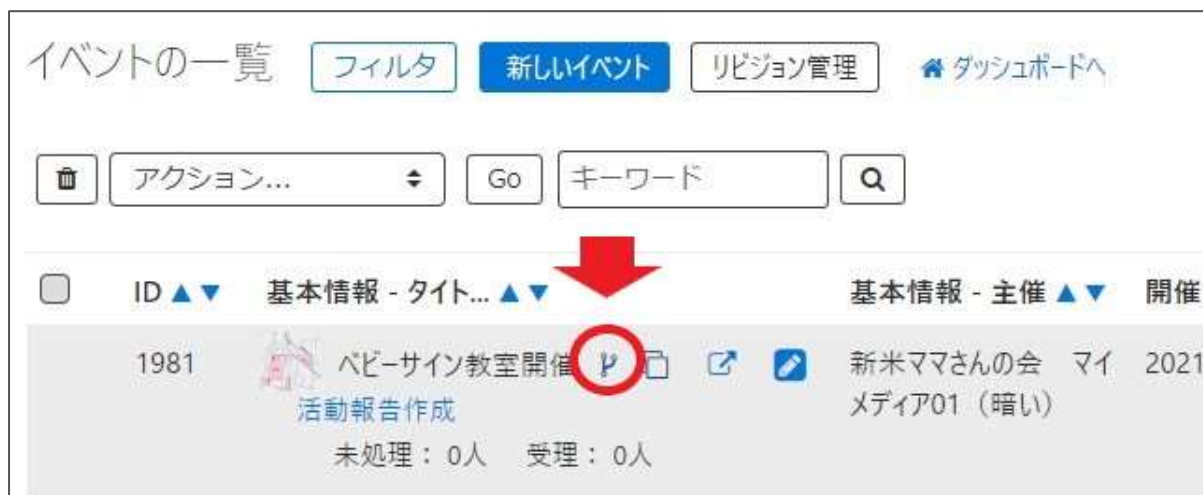 イベントの一覧 フィルタ 新しいイベント リビジョン管理 ダッシュボードへ
アクション... Go キーワード
ID ▲▼ 基本情報 - タイト... ▲▼ 基本情報 - 主催 ▲▼ 開催
1981 ベビーサイン教室開催 新米ママさんの会 マイ 2021
活動報告作成 メディア01（暗い）
未処理： 0人 受理： 0人